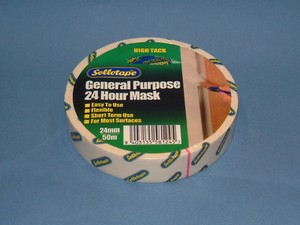 HIGH TACK
Sellotape
General Purpose
24 Hour Mask
Easy To Use
Flexible
Short Term Use
For Most Surfaces
24mm
50m
Sellotape